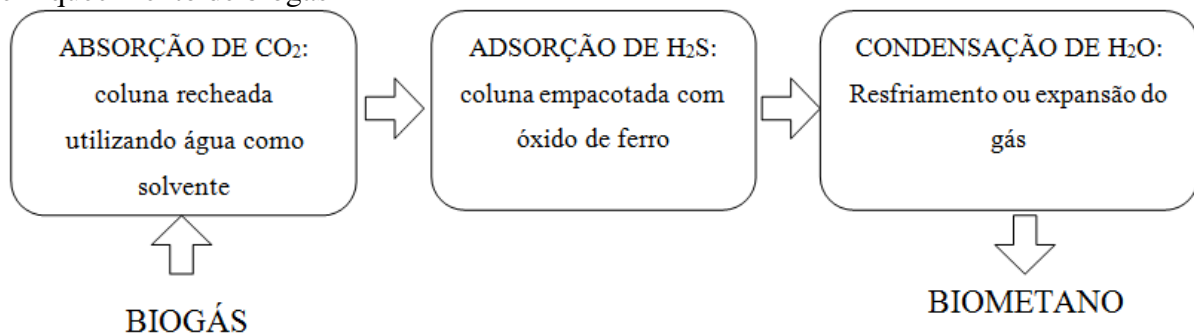 ABSORÇÃO DE CO2:
coluna recheada
utilizando água como
solvente
ADSORÇÃO DE H2S:
coluna empacotada com
óxido de ferro
CONDENSAÇÃO DE H2O:
Resfriamento ou expansão do
gás
BIOGÁS
BIOMETANO